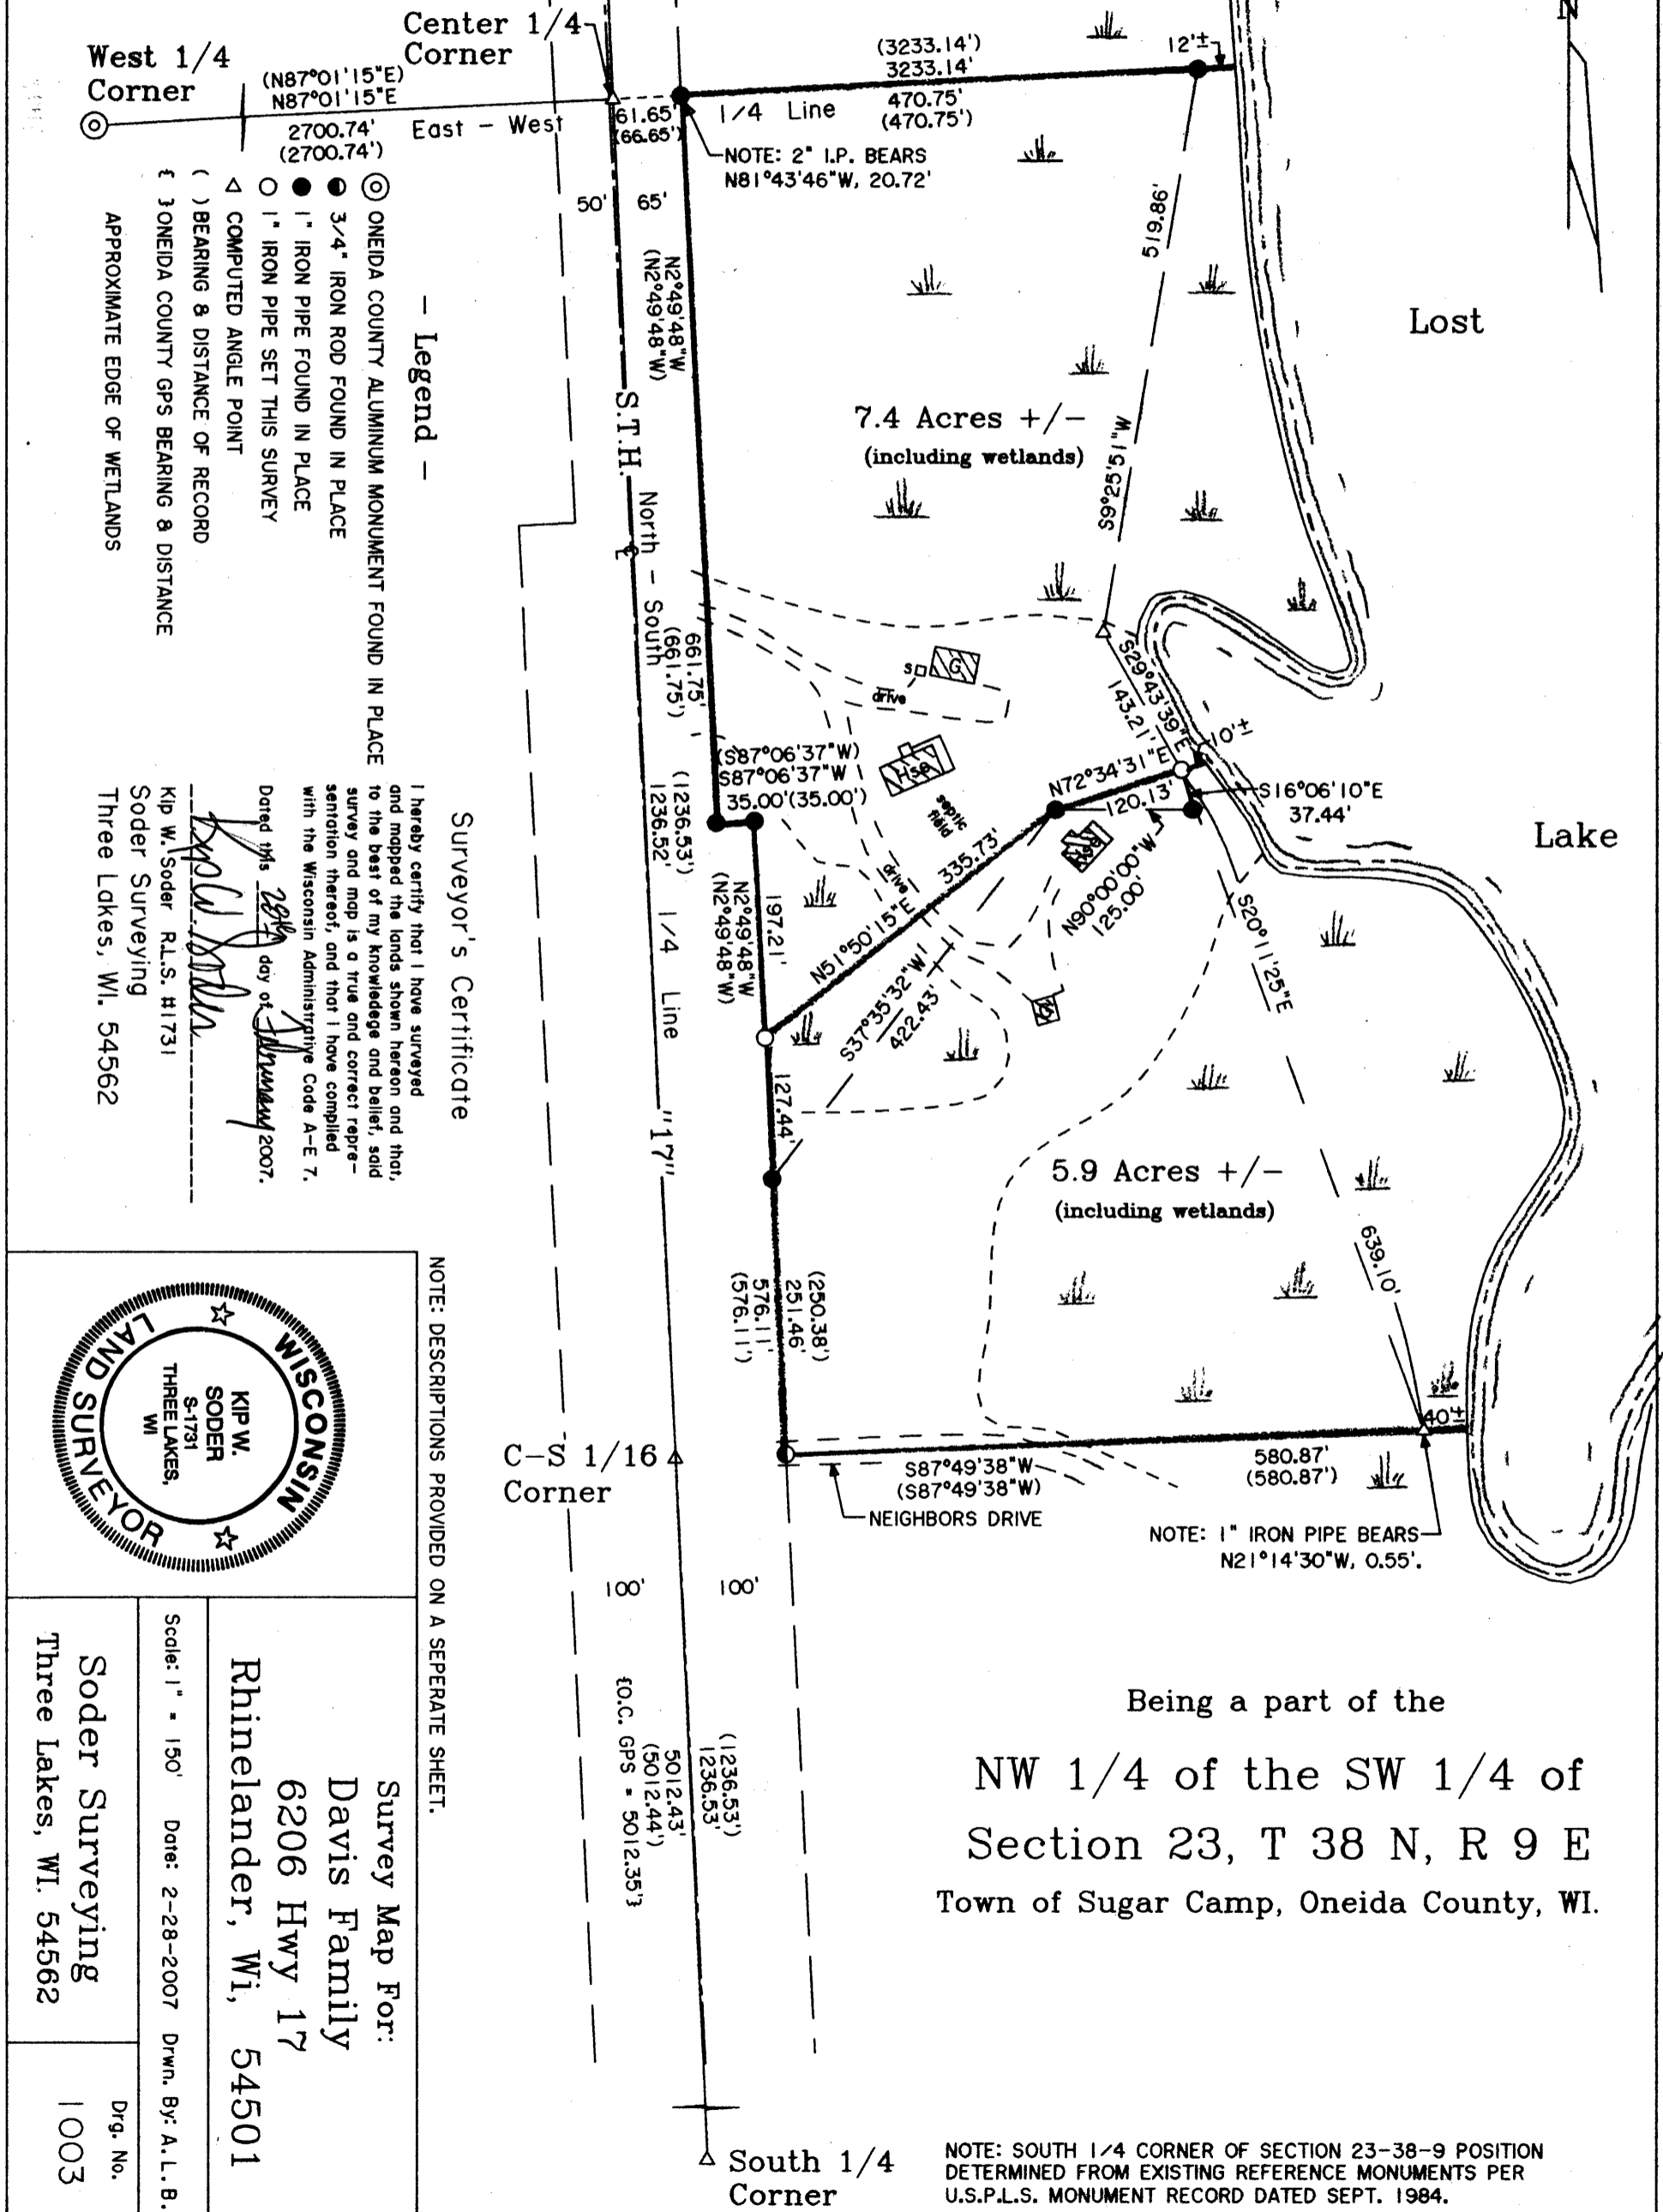 Center 1/4
Corner
West 1/4
Corner
(N87°01'15"E)
N87°01'15"E
2700.74'
(2700.74')
East - West
61.65'
(66.65')
1/4 Line
(3233.14')
3233.14'
470.75'
(470.75')
12'±
N
NOTE: 2" I.P. BEARS
N81°43'46"W, 20.72'
50'
65'
N2°49'48"W
(N2°49'48"W)
519.86'
S9°25'51"W
Lost
7.4 Acres +/-
(including wetlands)
S.T.H.
North - South
661.75'
(661.75')
(1236.53')
1236.52'
1/4 Line
"17"
G
S
drive
Hse
septic
field
S29°43'39"E
143.21'
10'±
(S87°06'37"W)
S87°06'37"W
35.00'(35.00')
N72°34'31"E
120.13'
S16°06'10"E
37.44'
Lake
Hse
N90°00'00"W
125.00'
335.73'
N51°50'15"E
drive
S37°35'32"W
422.43'
S20°11'25"E
197.21'
N2°49'48"W
(N2°49'48"W)
127.44'
5.9 Acres +/-
(including wetlands)
639.10'
(250.38')
251.46'
576.11'
(576.11')
C-S 1/16
Corner
40'±
S87°49'38"W
(S87°49'38"W)
580.87'
(580.87')
NEIGHBORS DRIVE
NOTE: 1" IRON PIPE BEARS
N21°14'30"W, 0.55'.
100'
100'
(1236.53')
1236.53'
5012.43'
(5012.44')
{O.C. GPS = 5012.35'}
Being a part of the
NW 1/4 of the SW 1/4 of
Section 23, T 38 N, R 9 E
Town of Sugar Camp, Oneida County, WI.
South 1/4
Corner
NOTE: SOUTH 1/4 CORNER OF SECTION 23-38-9 POSITION
DETERMINED FROM EXISTING REFERENCE MONUMENTS PER
U.S.P.L.S. MONUMENT RECORD DATED SEPT. 1984.
- Legend -
ONEIDA COUNTY ALUMINUM MONUMENT FOUND IN PLACE
3/4" IRON ROD FOUND IN PLACE
1" IRON PIPE FOUND IN PLACE
1" IRON PIPE SET THIS SURVEY
COMPUTED ANGLE POINT
( ) BEARING & DISTANCE OF RECORD
{ } ONEIDA COUNTY GPS BEARING & DISTANCE
APPROXIMATE EDGE OF WETLANDS
Surveyor's Certificate
I hereby certify that I have surveyed
and mapped the lands shown hereon and that,
to the best of my knowledege and belief, said
survey and map is a true and correct repre-
sentation thereof, and that I have complied
with the Wisconsin Administrative Code A-E 7.
Dated this 28th day of February 2007.
Kip W. Soder
Kip W. Soder R.L.S. #1731
Soder Surveying
Three Lakes, WI. 54562
NOTE: DESCRIPTIONS PROVIDED ON A SEPERATE SHEET.
WISCONSIN
KIP W.
SODER
S-1731
THREE LAKES,
WI
LAND SURVEYOR
Survey Map For:
Davis Family
6206 Hwy 17
Rhinelander, Wi, 54501
Scale: 1" = 150' Date: 2-28-2007 Drwn. By: A. L. B.
Soder Surveying
Three Lakes, WI. 54562
Drg. No.
1003